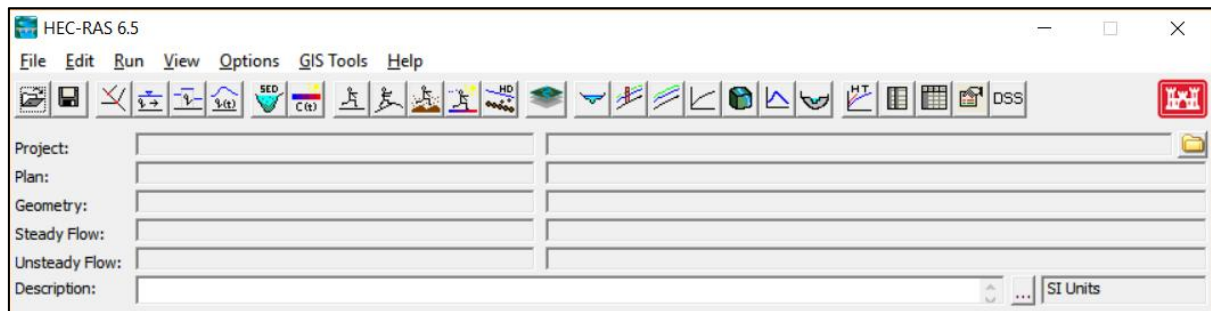 HEC-RAS 6.5
File Edit Run View Options GIS Tools Help
SED C(t) HD HT DSS
Project:
Plan:
Geometry:
Steady Flow:
Unsteady Flow:
Description: ... SI Units